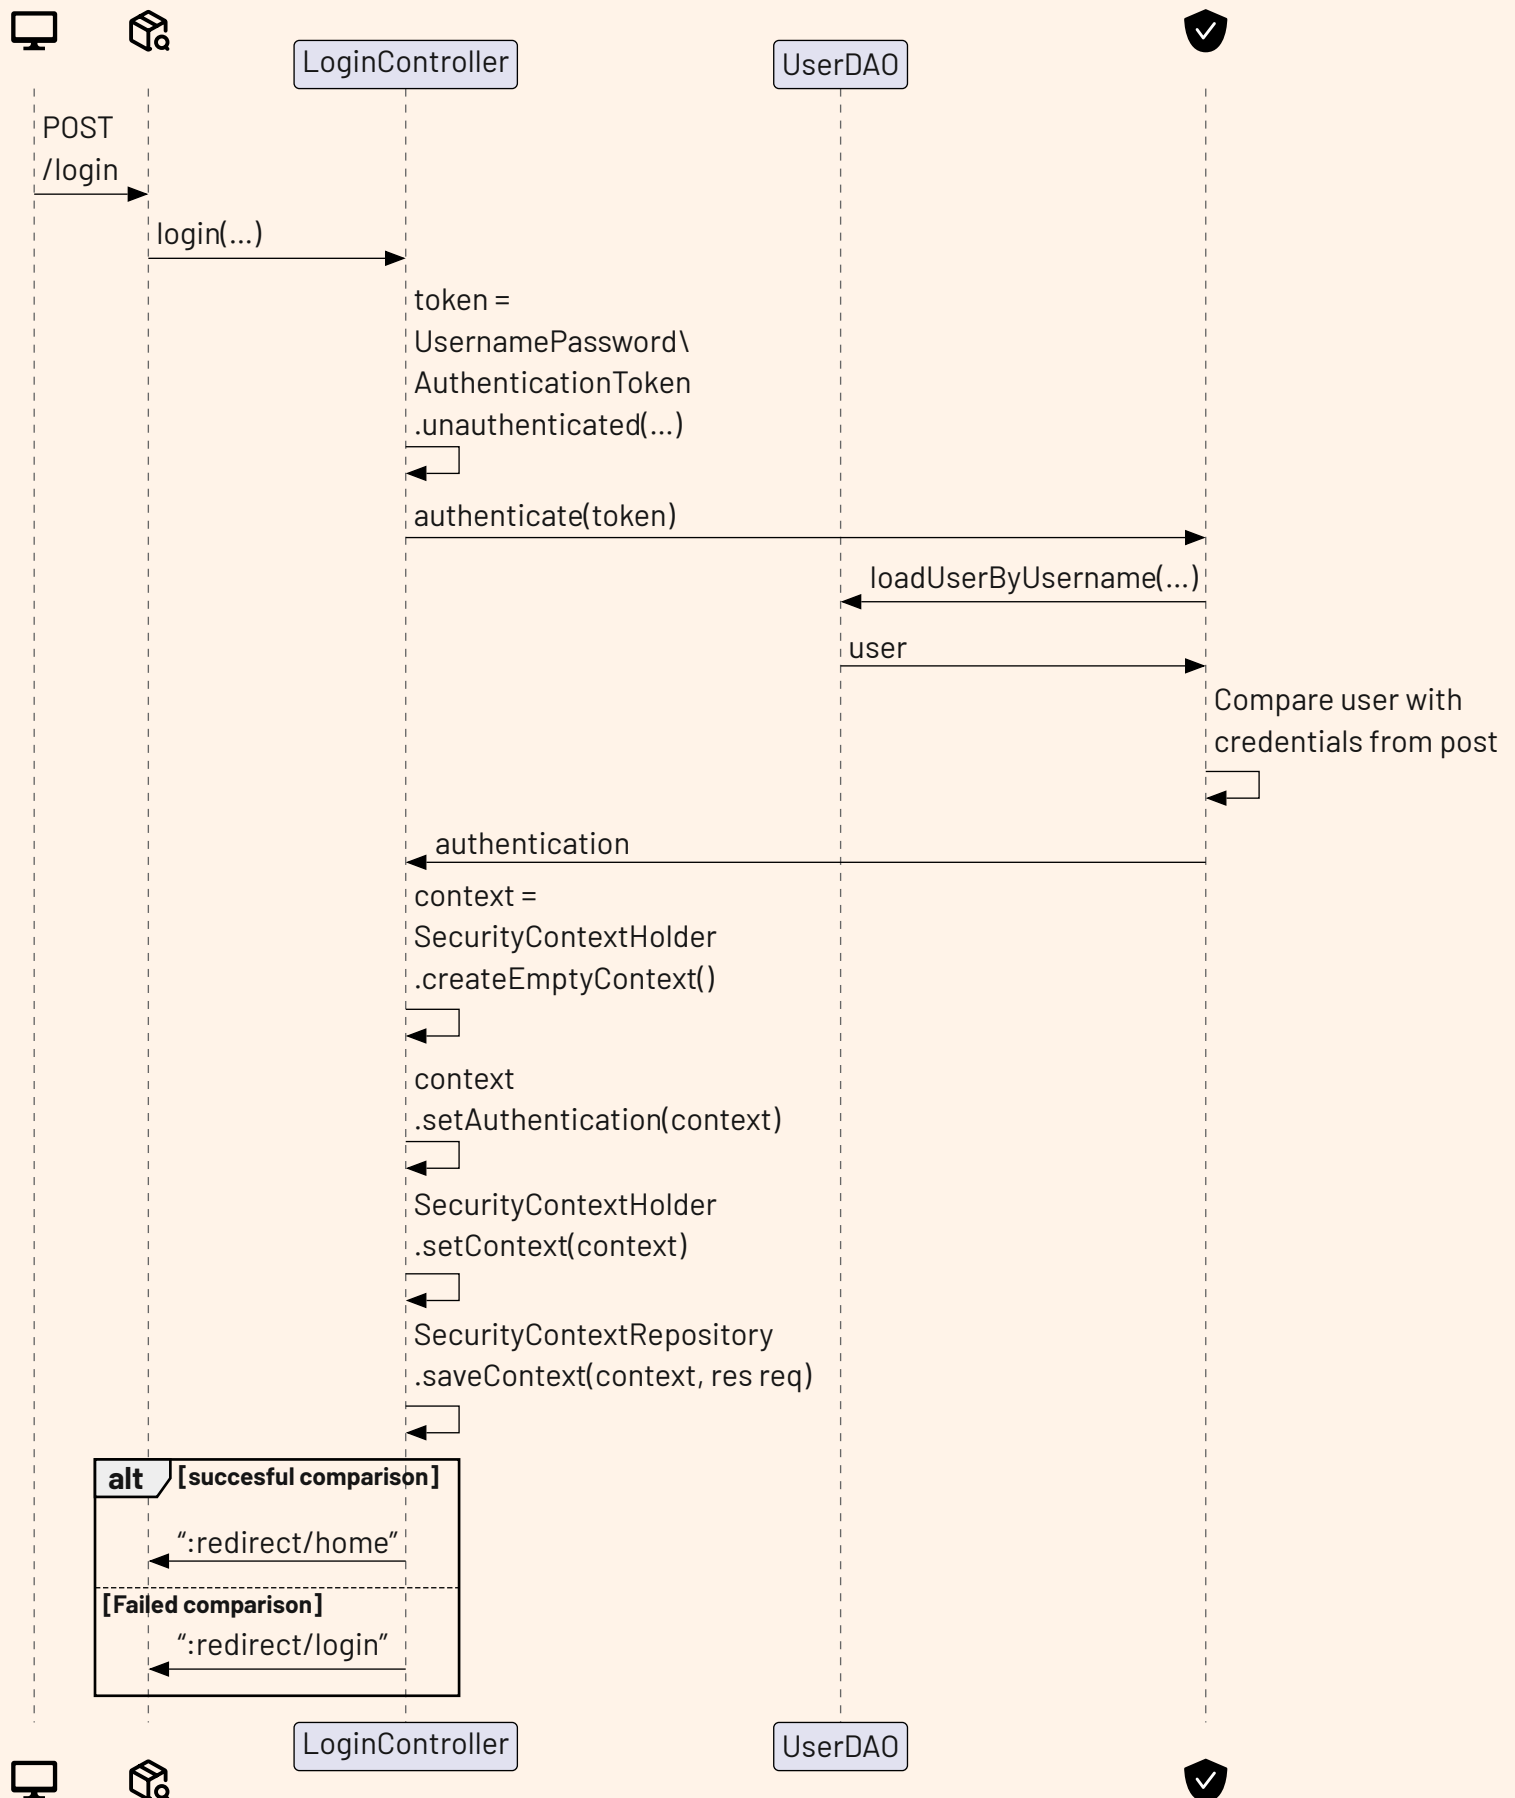 LoginController
UserDAO
POST
/login
login(...)
token =
UsernamePassword\
AuthenticationToken
.unauthenticated(...)
authenticate(token)
loadUserByUsername(...)
user
Compare user with
credentials from post
authentication
context =
SecurityContextHolder
.createEmptyContext()
context
.setAuthentication(context)
SecurityContextHolder
.setContext(context)
SecurityContextRepository
.saveContext(context, res req)
alt [succesful comparison]
“:redirect/home”
[Failed comparison]
“:redirect/login”
LoginController
UserDAO